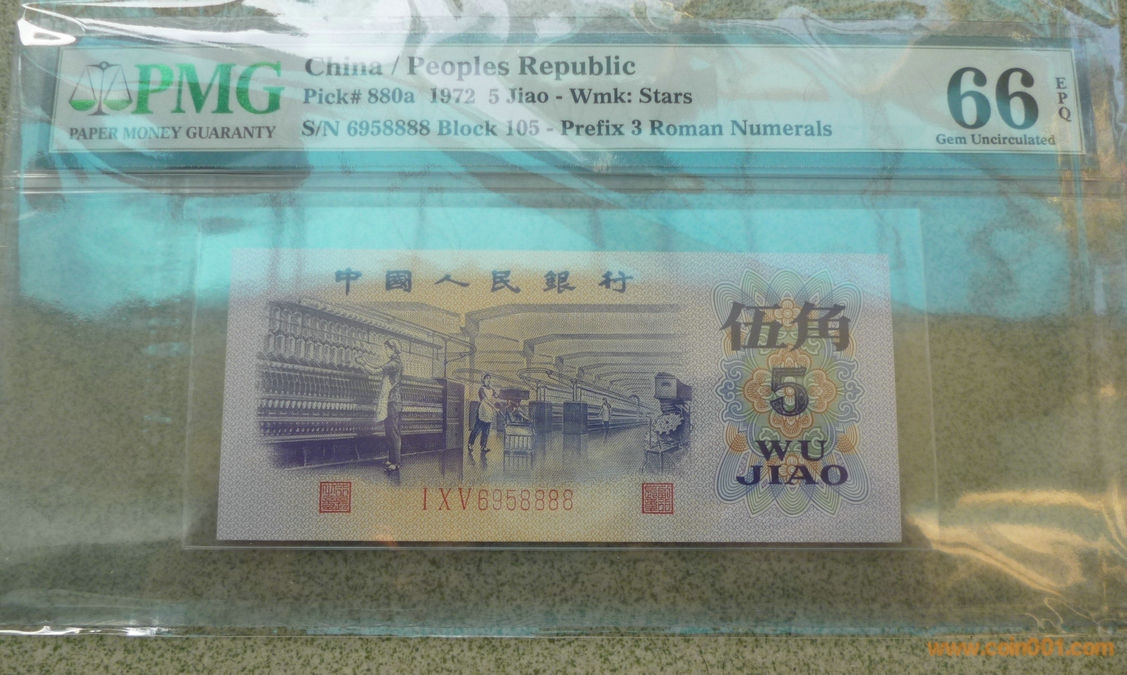 PMG
PAPER MONEY GUARANTY
China / Peoples Republic
Pick# 880a 1972 5 Jiao - Wmk: Stars
S/N 6958888 Block 105 - Prefix 3 Roman Numerals
66
EPQ
Gem Uncirculated
中國人民銀行
伍角
5
WU
JIAO
I X V 6958888
www.coin001.com